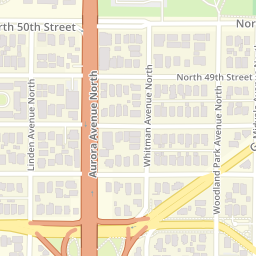 rth 50th Street
Nor
North 49th Street
Linden Avenue North
Aurora Avenue North
Whitman Avenue North
Woodland Park Avenue North